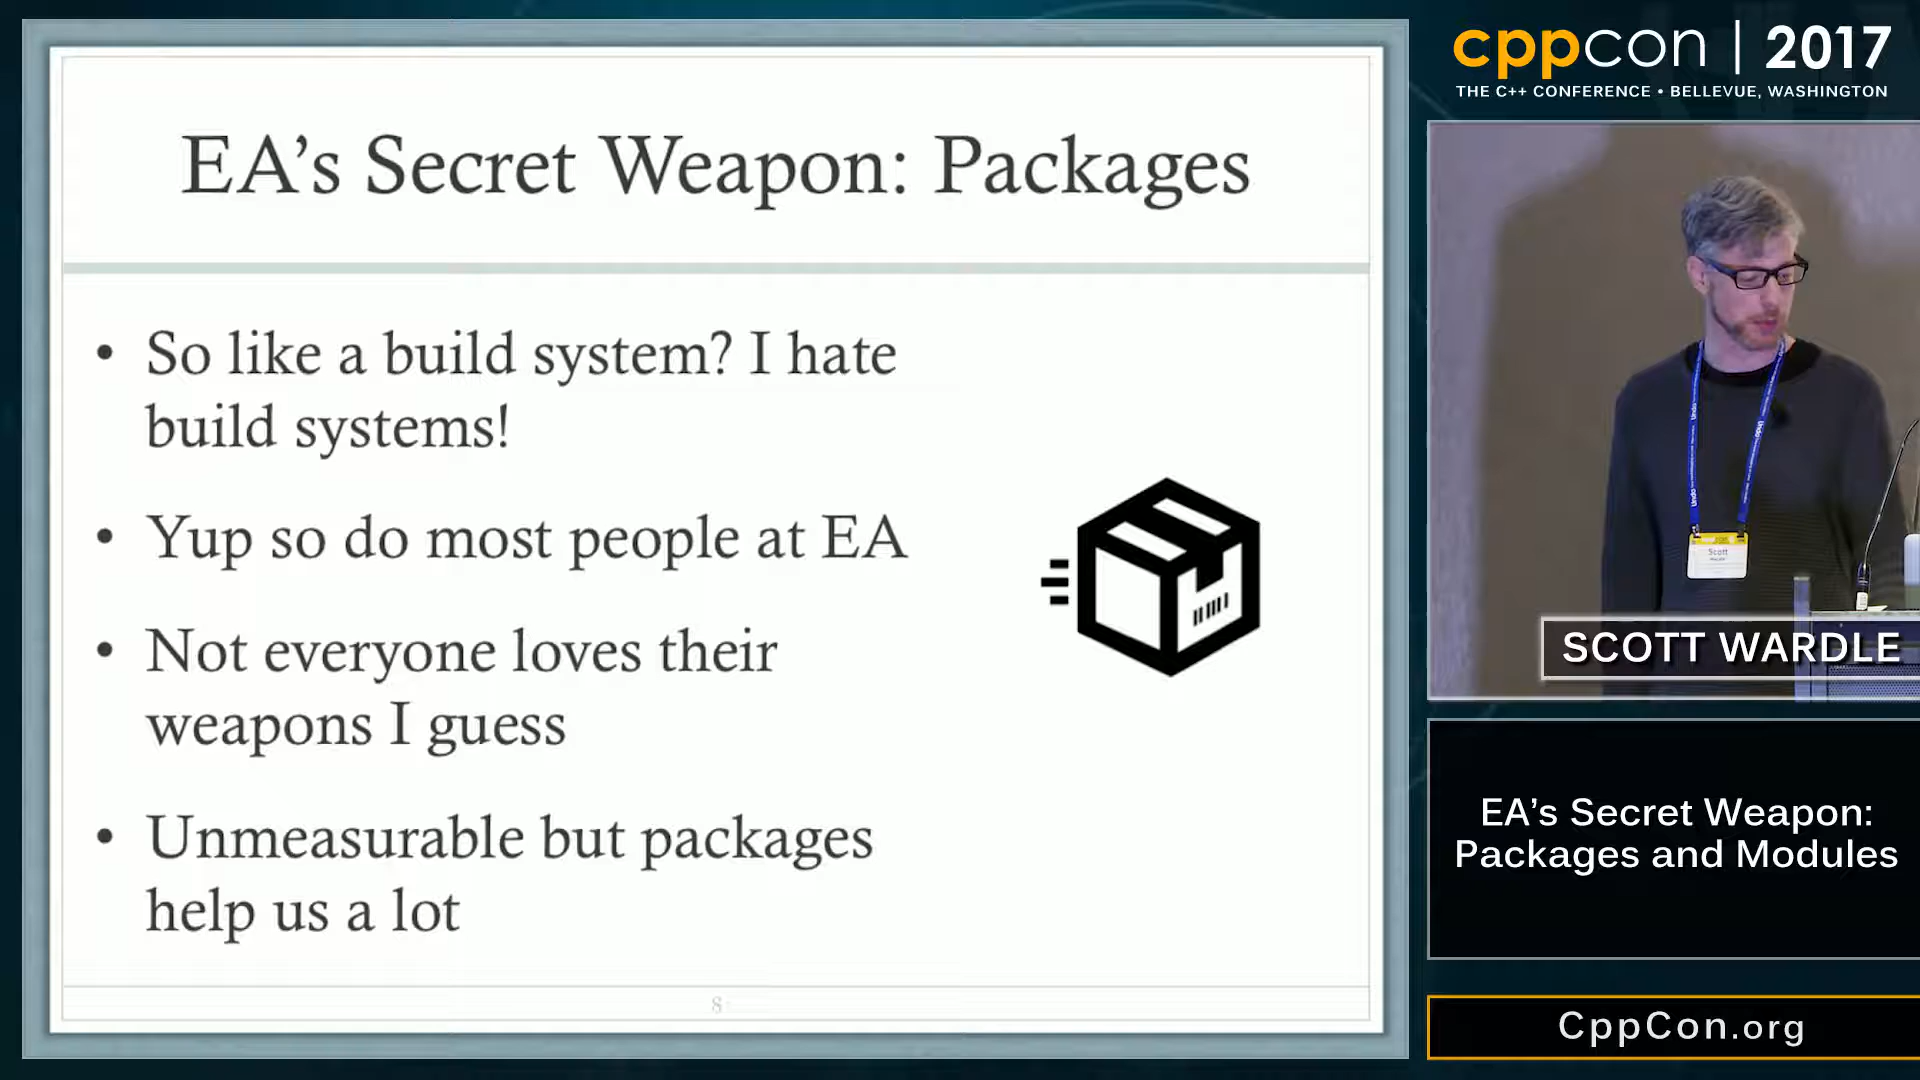 EA’s Secret Weapon: Packages
• So like a build system? I hate
build systems!
• Yup so do most people at EA
• Not everyone loves their
weapons I guess
• Unmeasurable but packages
help us a lot
8
cppcon | 2017
THE C++ CONFERENCE • BELLEVUE, WASHINGTON
Scott
SCOTT WARDLE
EA’s Secret Weapon:
Packages and Modules
CppCon.org